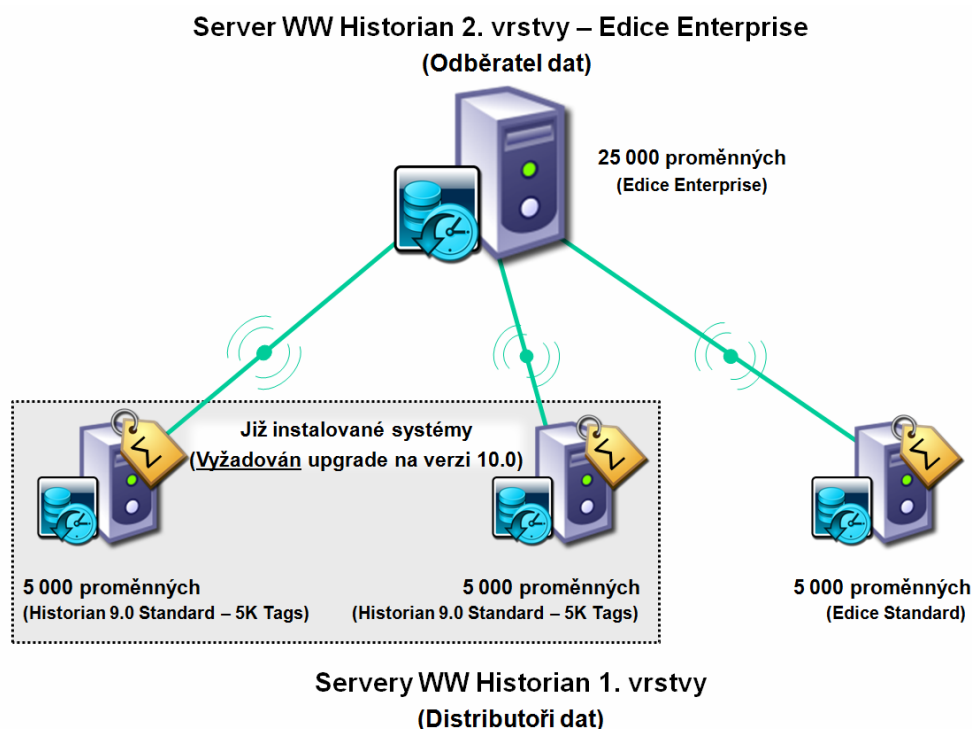 Server WW Historian 2. vrstvy – Edice Enterprise
(Odběratel dat)
25 000 proměnných
(Edice Enterprise)
Již instalované systémy
(Vyžadován upgrade na verzi 10.0)
Σ
Σ
Σ
5 000 proměnných
(Historian 9.0 Standard – 5K Tags)
5 000 proměnných
(Historian 9.0 Standard – 5K Tags)
5 000 proměnných
(Edice Standard)
Servery WW Historian 1. vrstvy
(Distributoři dat)